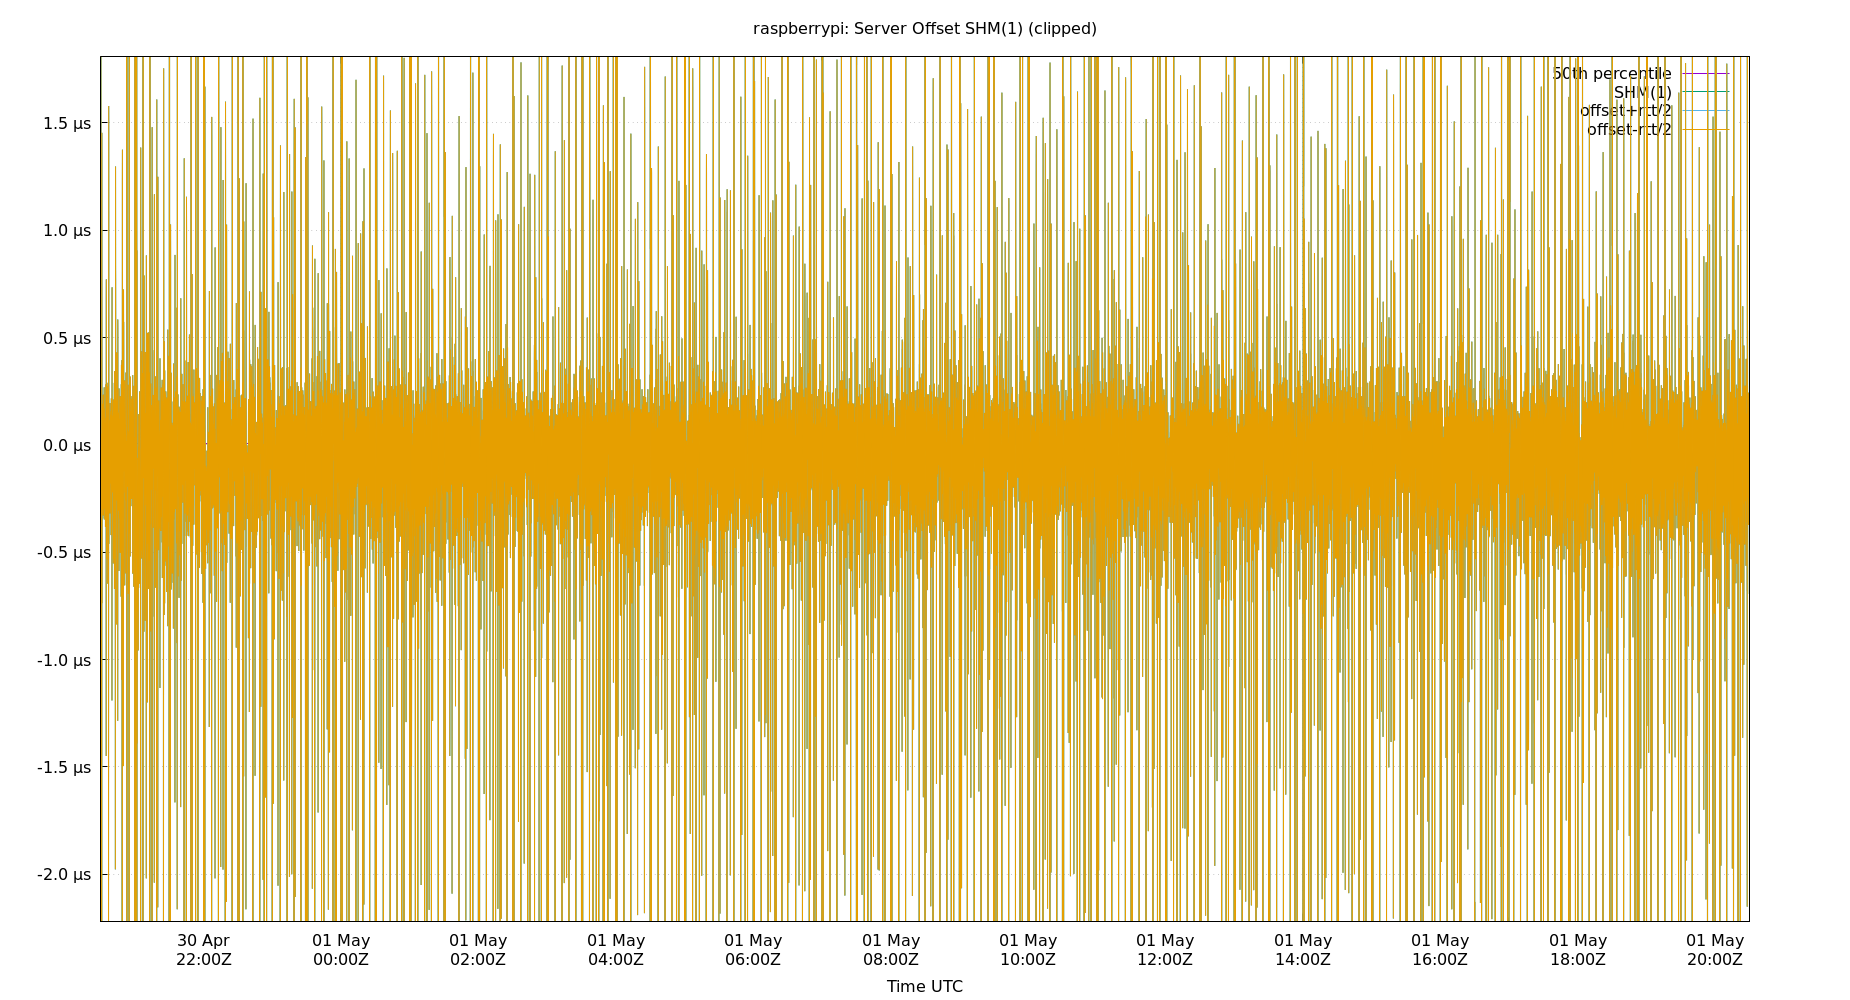 raspberrypi: Server Offset SHM(1) (clipped)
50th percentile
SHM(1)
offset+rtt/2
offset-rtt/2
1.5 µs
1.0 µs
0.5 µs
0.0 µs
-0.5 µs
-1.0 µs
-1.5 µs
-2.0 µs
30 Apr 01 May 01 May 01 May 01 May 01 May 01 May 01 May 01 May 01 May 01 May 01 May
22:00Z 00:00Z 02:00Z 04:00Z 06:00Z 08:00Z 10:00Z 12:00Z 14:00Z 16:00Z 18:00Z 20:00Z
Time UTC